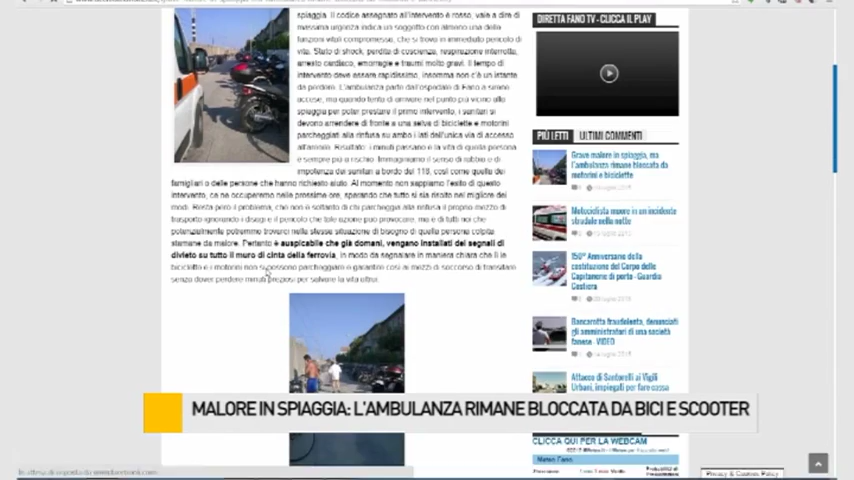 spiaggia. Il codice assegnato all'intervento è rosso, vale a dire di
massima urgenza indica un soggetto con almeno una delle
funzioni vitali compromessa, che si trova in immediato pericolo di
vita. Stato di shock, perdita di coscienza, respirazione interrotta,
arresto cardiaco, emorragie e traumi molto gravi. Il tempo di
intervento deve essere rapidissimo, insomma non c'è un istante
da perdere. L'ambulanza parte dall'ospedale di Fano a sirene
accese, ma quando tenta di arrivare nel punto più vicino alla
spiaggia per poter prestare il primo intervento, i sanitari si
devono arrendere di fronte a una selva di biciclette e motorini
parcheggiati alla rinfusa su ambo i lati dell'unica via di accesso
all'arenile. Risultato: i minuti passano e la vita di quella persona
è sempre più a rischio. Immaginiamo il senso di rabbia e di
impotenza dei sanitari a bordo del 118, così come quella dei
famigliari o delle persone che hanno richiesto aiuto. Al momento non sappiamo l'esito di questo
intervento, ce ne occuperemo nelle prossime ore, sperando che tutto si sia risolto nel migliore dei
modi. Resta però il problema, che non è soltanto di chi parcheggia alla rinfusa il proprio mezzo di
trasporto ignorando i disagi e il pericolo che tale azione può provocare, ma è di tutti noi che
potenzialmente potremmo trovarci nella stessa situazione di bisogno di quella persona colpita
stamane da malore. Pertanto è auspicabile che già domani, vengano installati dei segnali di
divieto su tutto il muro di cinta della ferrovia, in modo da segnalare in maniera chiara che lì le
biciclette e i motorini non si possono parcheggiare e garantire così ai mezzi di soccorso di transitare
senza dover perdere minuti preziosi per salvare la vita altrui.
DIRETTA FANO TV - CLICCA IL PLAY
PIÙ LETTI ULTIMI COMMENTI
Grave malore in spiaggia, ma
l'ambulanza rimane bloccata da
motorini e biciclette
Motociclista muore in un incidente
stradale nella notte
150° Anniversario della
costituzione del Corpo delle
Capitanerie di porto - Guardia
Costiera
20 luglio 2015
Bancarotta fraudolenta, denunciati
gli amministratori di una società
fanese - VIDEO
14 luglio 2015
Attacco di Santorelli ai Vigili
Urbani, impiegati per fare cassa
MALORE IN SPIAGGIA: L'AMBULANZA RIMANE BLOCCATA DA BICI E SCOOTER
CLICCA QUI PER LA WEBCAM
Meteo Fano
Privacy & Cookies Policy